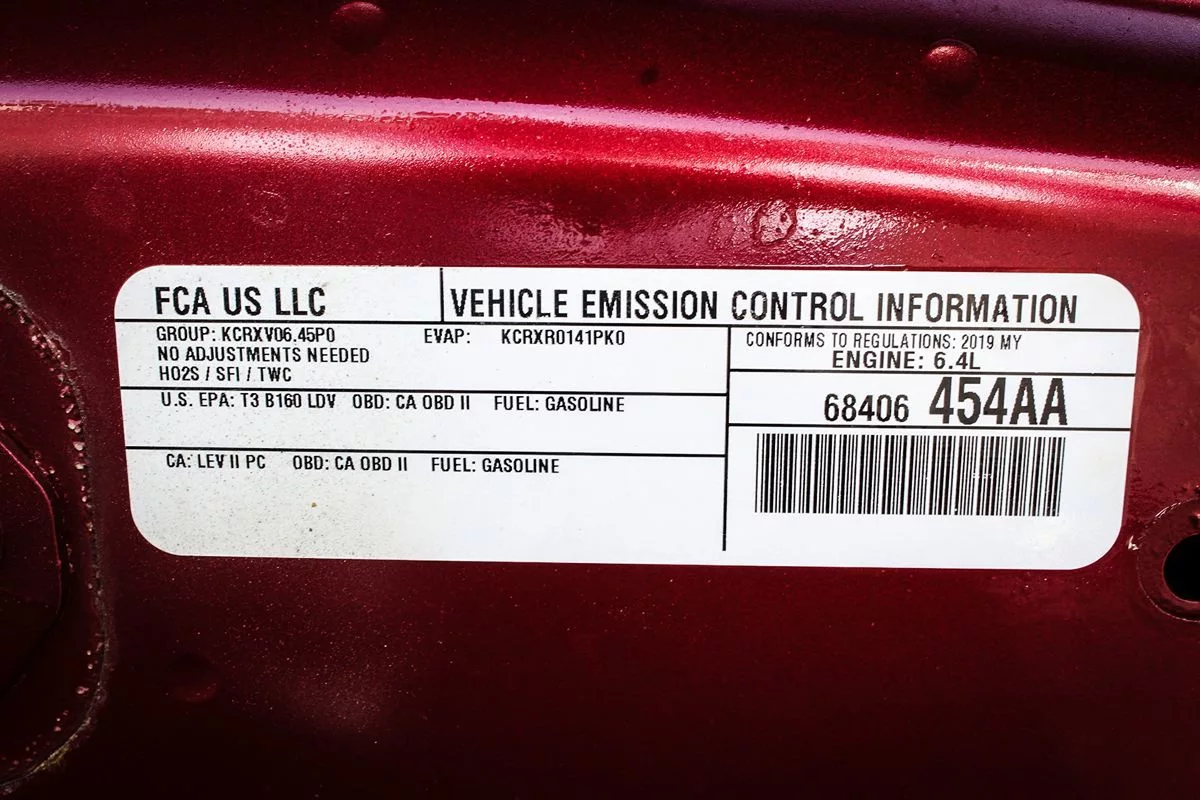 FCA US LLC
VEHICLE EMISSION CONTROL INFORMATION
GROUP: KCRXV06.45P0 EVAP: KCRXR0141PK0
NO ADJUSTMENTS NEEDED
HO2S / SFI / TWC
U.S. EPA: T3 B160 LDV OBD: CA OBD II FUEL: GASOLINE
CA: LEV II PC OBD: CA OBD II FUEL: GASOLINE
CONFORMS TO REGULATIONS: 2019 MY
ENGINE: 6.4L
68406 454AA